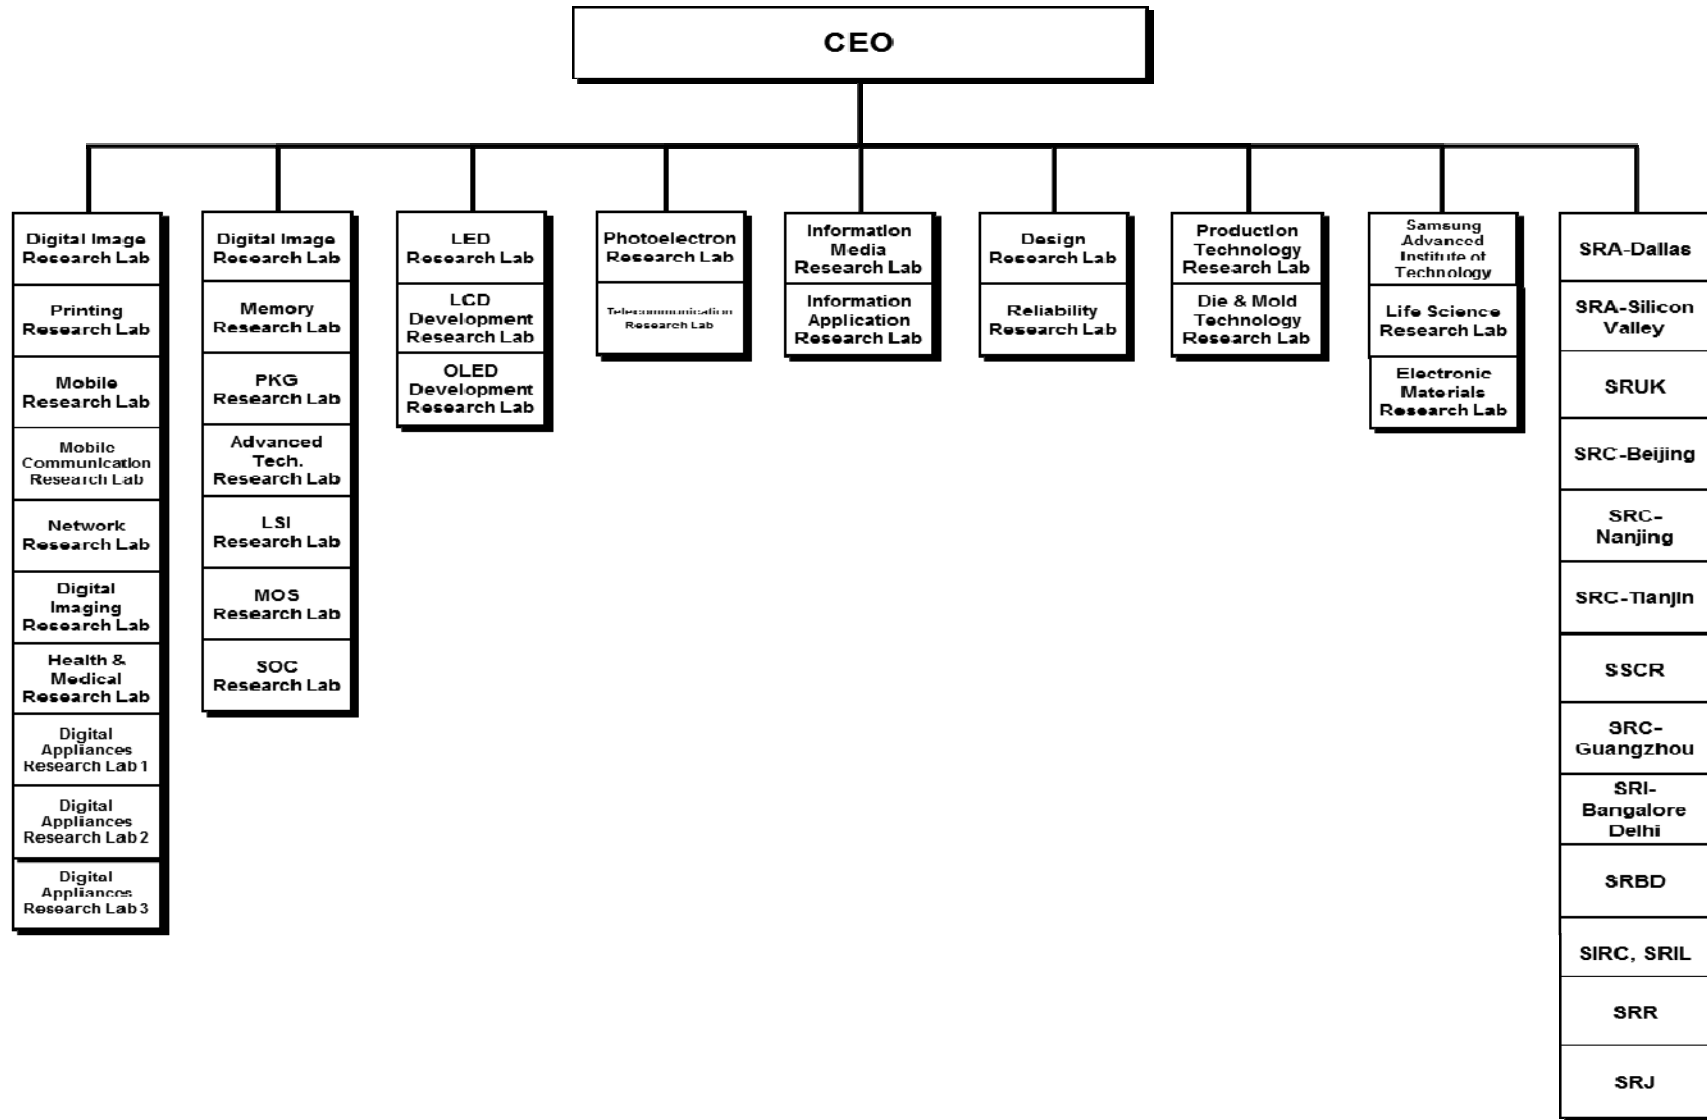 CEO
Digital Image
Research Lab
Printing
Research Lab
Mobile
Research Lab
Mobile
Communication
Research Lab
Network
Research Lab
Digital
Imaging
Research Lab
Health &
Medical
Research Lab
Digital
Appliances
Research Lab 1
Digital
Appliances
Research Lab 2
Digital
Appliances
Research Lab 3
Digital Image
Research Lab
Memory
Research Lab
PKG
Research Lab
Advanced
Tech.
Research Lab
LSI
Research Lab
MOS
Research Lab
SOC
Research Lab
LED
Research Lab
LCD
Development
Research Lab
OLED
Development
Research Lab
Photoelectron
Research Lab
Telecommunication
Research Lab
Information
Media
Research Lab
Information
Application
Research Lab
Design
Research Lab
Reliability
Research Lab
Production
Technology
Research Lab
Die & Mold
Technology
Research Lab
Samsung
Advanced
Institute of
Technology
Life Science
Research Lab
Electronic
Materials
Research Lab
SRA-Dallas
SRA-Silicon
Valley
SRUK
SRC-Beijing
SRC-
Nanjing
SRC-Tianjin
SSCR
SRC-
Guangzhou
SRI-
Bangalore
Delhi
SRBD
SIRC, SRIL
SRR
SRJ